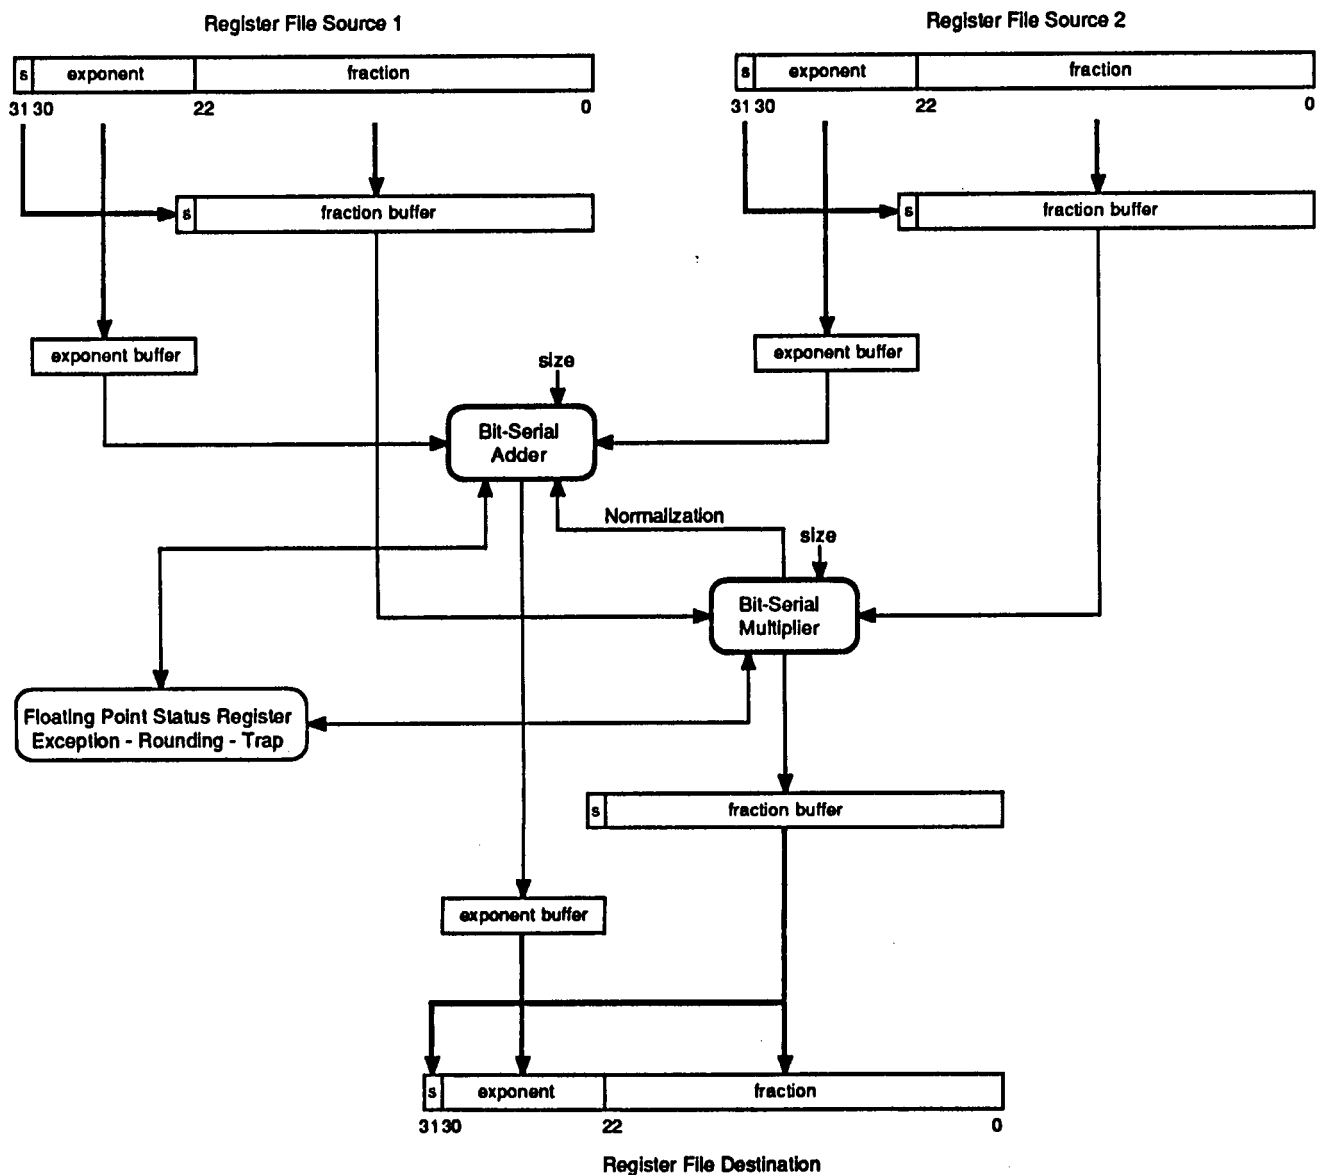 Register File Source 1
Register File Source 2
s exponent fraction
s exponent fraction
31 30 22 0
31 30 22 0
s fraction buffer
s fraction buffer
exponent buffer
exponent buffer
size
Bit-Serial
Adder
Normalization
size
Bit-Serial
Multiplier
Floating Point Status Register
Exception - Rounding - Trap
s fraction buffer
exponent buffer
s exponent fraction
31 30 22 0
Register File Destination